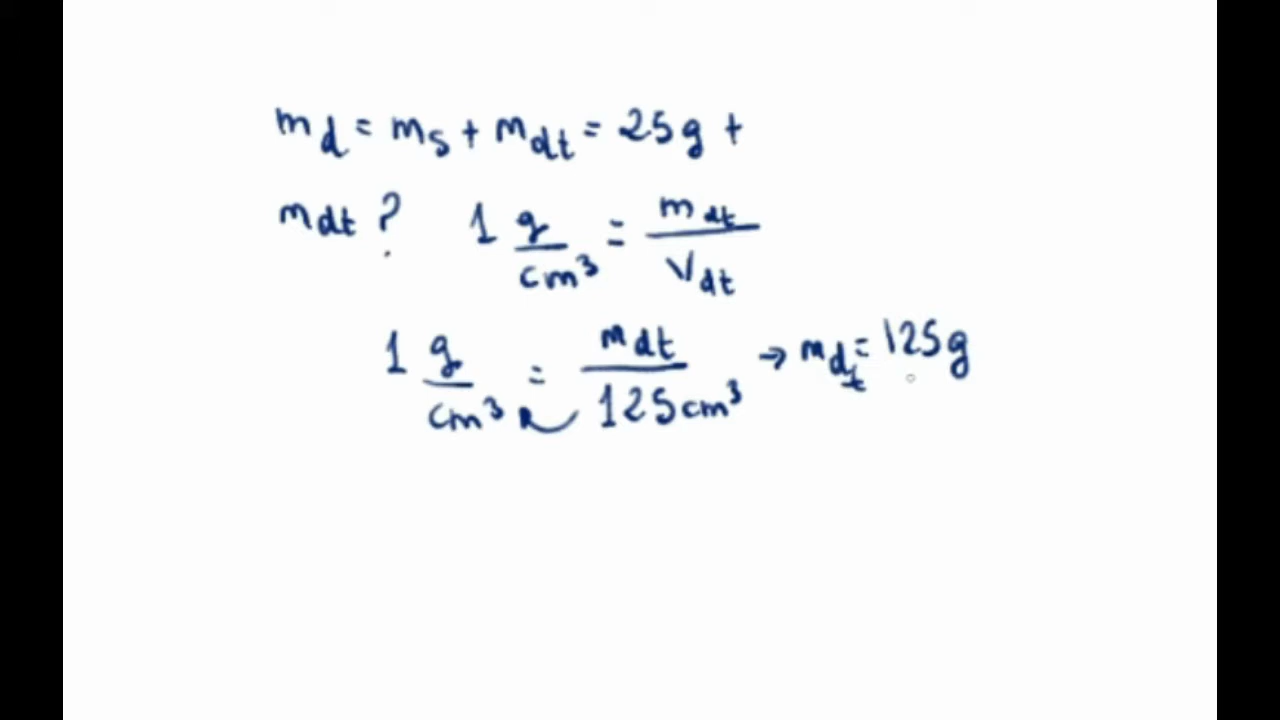 md = ms + mdt = 25g +
mdt ? 1 g/cm³ = mdt/Vdt
1 g/cm³ = mdt/125cm³ → mdt = 125g